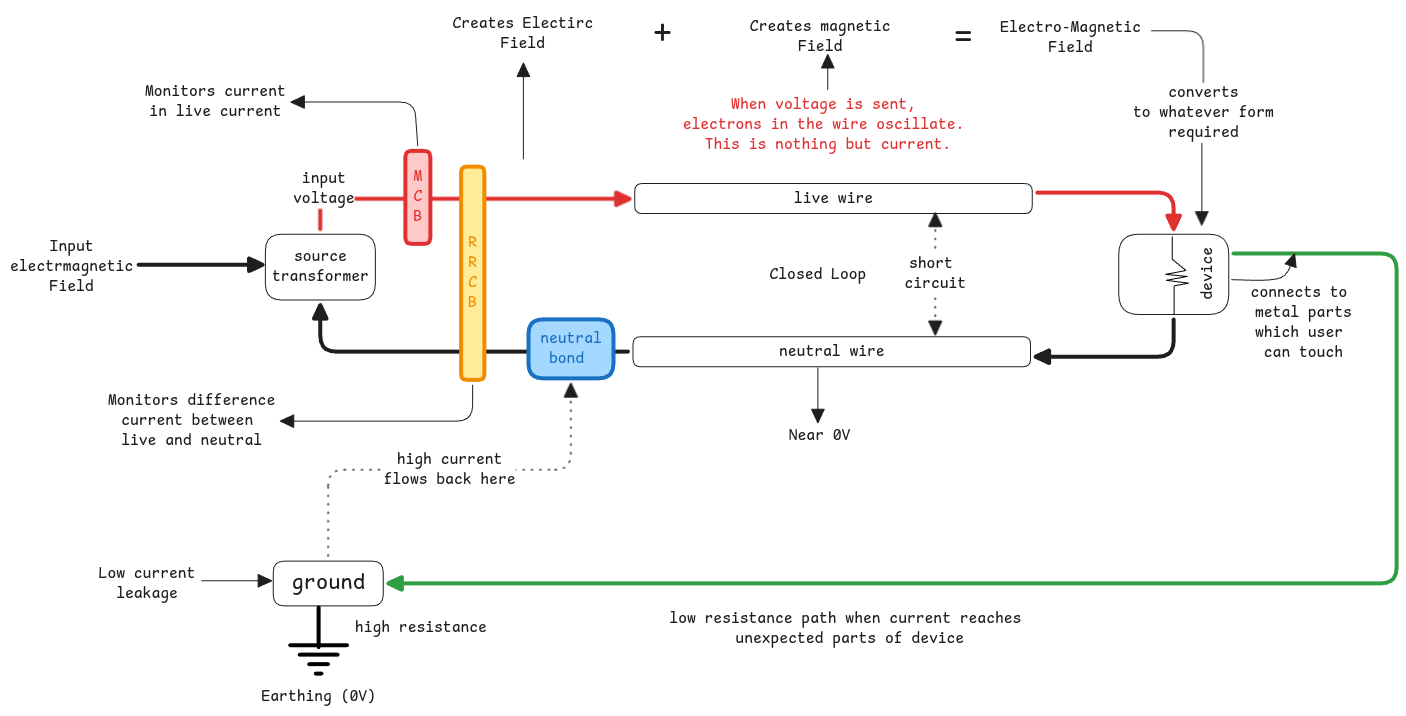 Creates Electirc
Field
+
Creates magnetic
Field
=
Electro-Magnetic
Field
Monitors current
in live current
When voltage is sent,
electrons in the wire oscillate.
This is nothing but current.
converts
to whatever form
required
input
voltage
M
C
B
live wire
R
R
C
B
Input
electrmagnetic
Field
source
transformer
Closed Loop
short
circuit
device
connects to
metal parts
which user
can touch
neutral
bond
neutral wire
Monitors difference
current between
live and neutral
Near 0V
high current
flows back here
Low current
leakage
ground
high resistance
low resistance path when current reaches
unexpected parts of device
Earthing (0V)